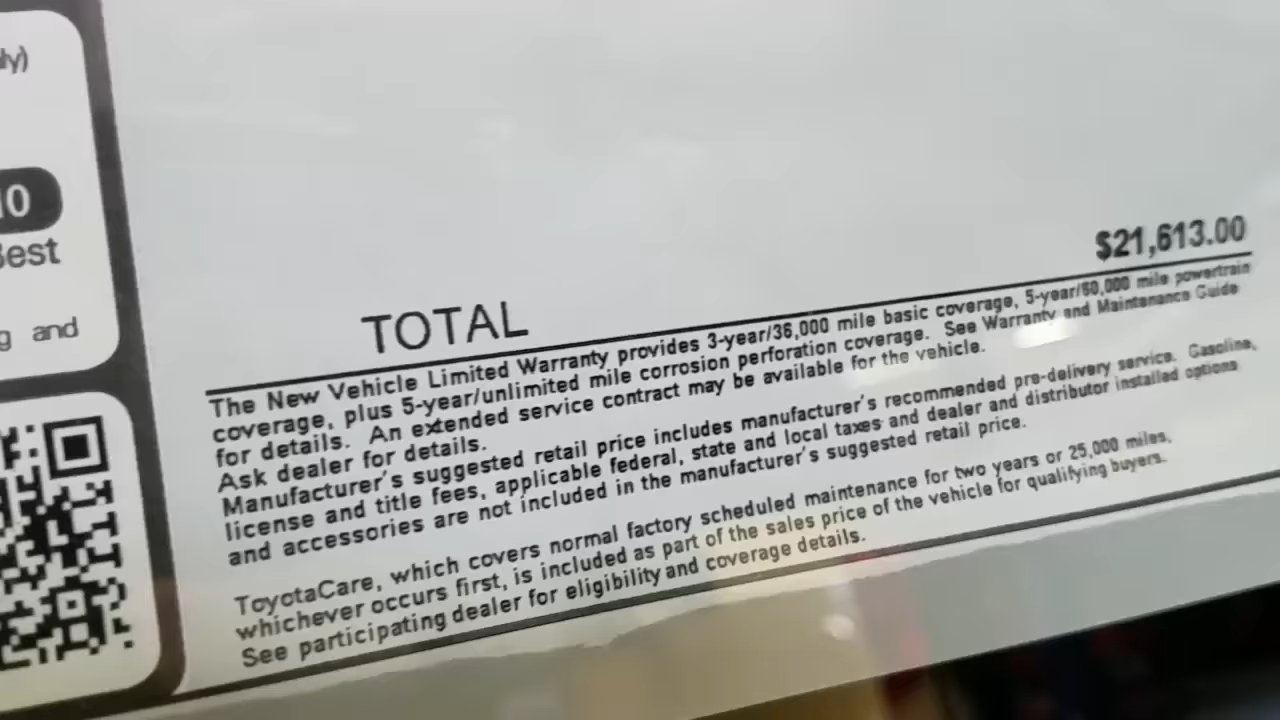 ly)
10
Best
g and
$21,613.00
TOTAL
The New Vehicle Limited Warranty provides 3-year/36,000 mile basic coverage, 5-year/60,000 mile powertrain
coverage, plus 5-year/unlimited mile corrosion perforation coverage. See Warranty and Maintenance Guide
for details. An extended service contract may be available for the vehicle.
Ask dealer for details.
Manufacturer's suggested retail price includes manufacturer's recommended pre-delivery service. Gasoline,
license and title fees, applicable federal, state and local taxes and dealer and distributor installed options
and accessories are not included in the manufacturer's suggested retail price.
ToyotaCare, which covers normal factory scheduled maintenance for two years or 25,000 miles,
whichever occurs first, is included as part of the sales price of the vehicle for qualifying buyers.
See participating dealer for eligibility and coverage details.